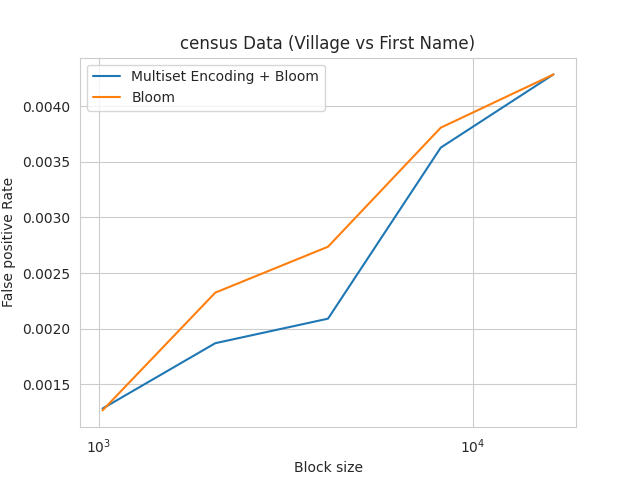 census Data (Village vs First Name)
Multiset Encoding + Bloom
Bloom
0.0040
0.0035
0.0030
0.0025
0.0020
0.0015
False positive Rate
10³
10⁴
Block size